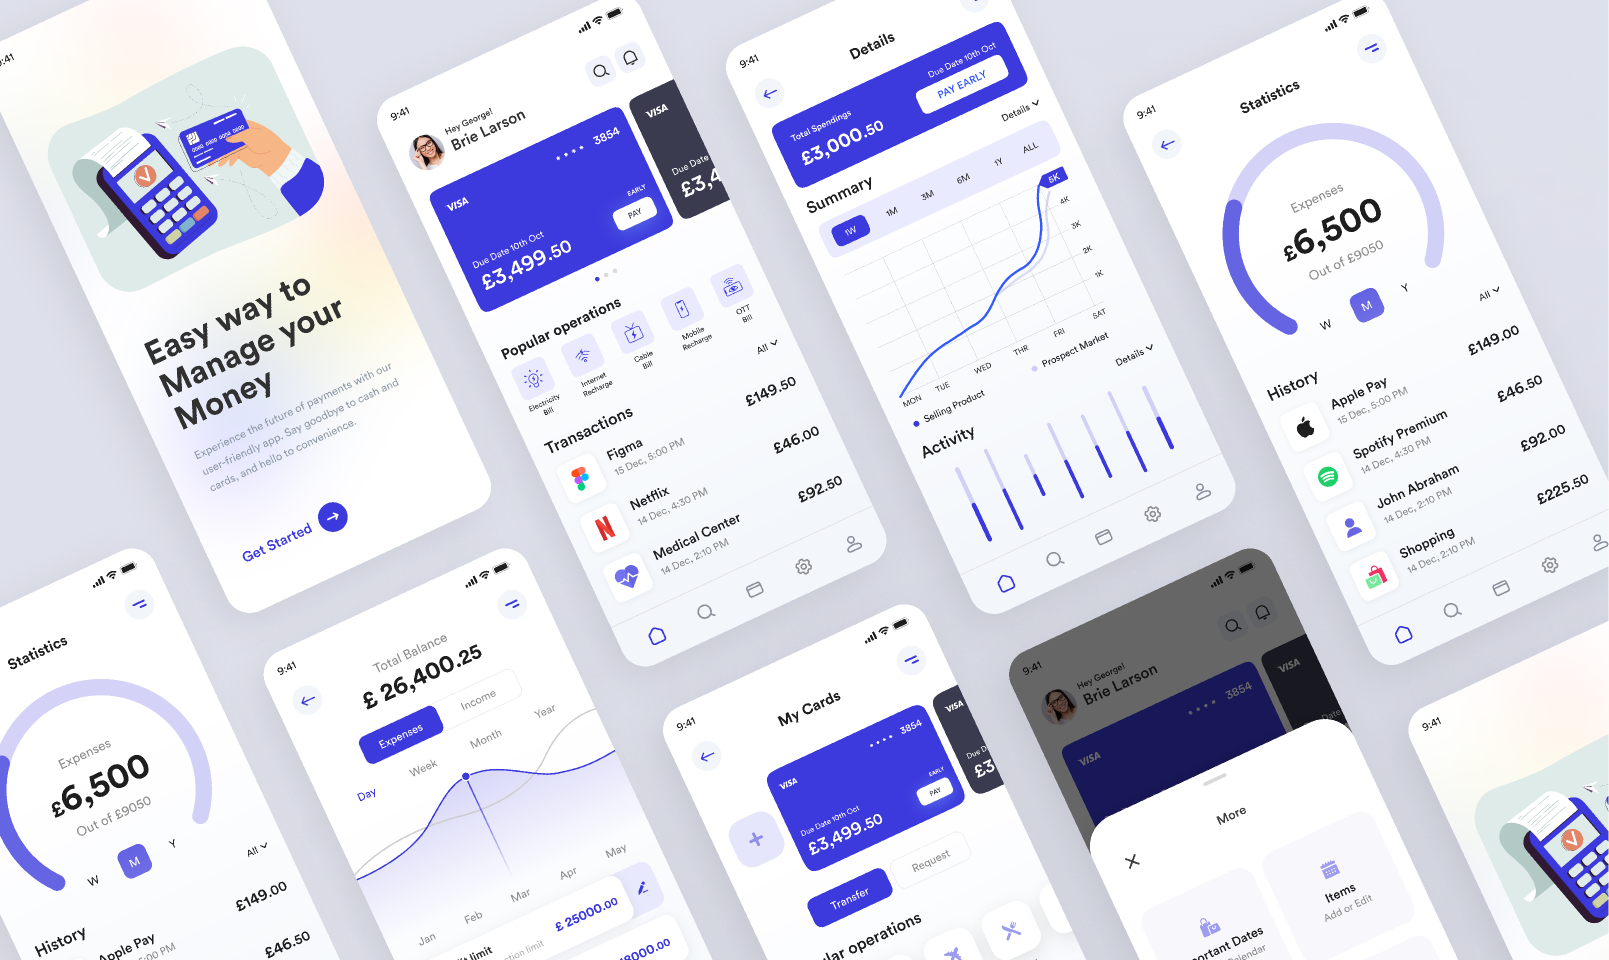 9:41
Easy way to
Manage your
Money
Experience the future of payments with our
user-friendly app. Say goodbye to cash and
cards, and hello to convenience.
Get Started
9:41
Hey George!
Brie Larson
VISA
3854
Due Date 10th Oct
£3,499.50
EARLY
PAY
VISA
Due Date
£3,4
Popular operations
Electricity
Bill
Internet
Recharge
Cable
Bill
Mobile
Recharge
OTT
Bill
Transactions
All
Figma
15 Dec, 5:00 PM
£149.50
Netflix
14 Dec, 4:30 PM
£46.00
Medical Center
14 Dec, 2:10 PM
£92.50
9:41
Details
Total Spendings
£3,000.50
Due Date 10th Oct
PAY EARLY
Summary
Details
1W
1M
3M
6M
1Y
ALL
5K
4K
3K
2K
1K
MON
TUE
WED
THR
FRI
SAT
Selling Product
Prospect Market
Activity
Details
9:41
Statistics
Expenses
£6,500
Out of £9050
W
M
Y
History
All
Apple Pay
15 Dec, 5:00 PM
£149.00
Spotify Premium
14 Dec, 4:30 PM
£46.50
John Abraham
14 Dec, 2:10 PM
£92.00
Shopping
14 Dec, 2:10 PM
£225.50
Statistics
Expenses
£6,500
Out of £9050
W
M
Y
History
All
Apple Pay
5:00 PM
£149.00
£46.50
9:41
Total Balance
£ 26,400.25
Expenses
Income
Day
Week
Month
Year
Jan
Feb
Mar
Apr
May
limit
ction limit
£ 25000.00
18000.00
9:41
My Cards
VISA
3854
Due Date 10th Oct
£3,499.50
EARLY
PAY
VISA
Due D
£3
Transfer
Request
lar operations
9:41
Hey George!
Brie Larson
VISA
3854
VISA
Date
More
Items
Add or Edit
portant Dates
Calendar
9:41